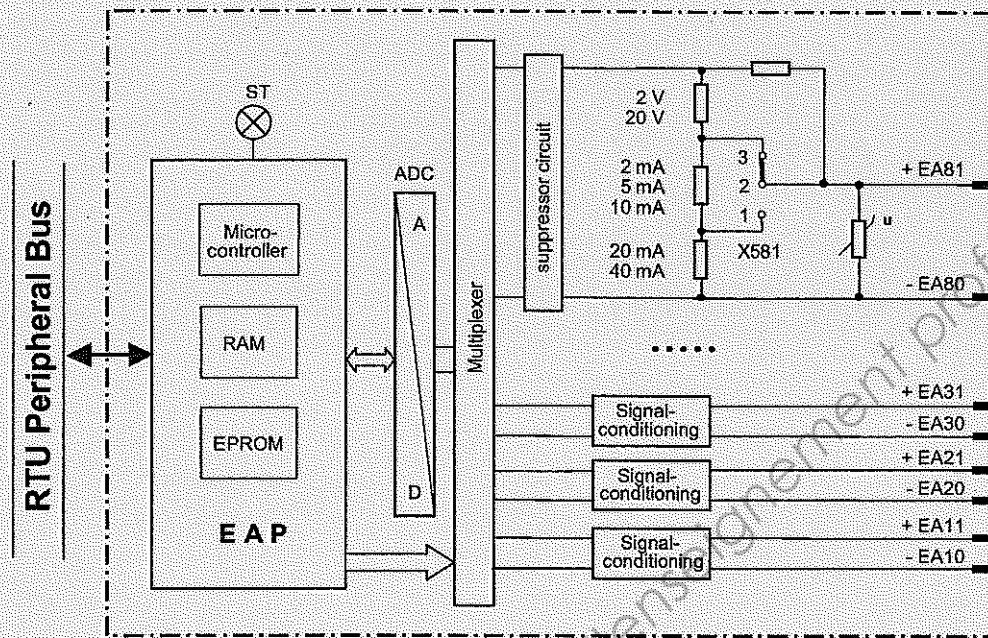 RTU Peripheral Bus
ST
Micro-
controller
RAM
EPROM
EAP
ADC
A
D
Multiplexer
suppressor circuit
2 V
20 V
2 mA
5 mA
10 mA
20 mA
40 mA
3
2
1
X581
u
+ EA81
- EA80
.....
Signal-
conditioning
+ EA31
- EA30
Signal-
conditioning
+ EA21
- EA20
Signal-
conditioning
+ EA11
- EA10
enseignement prof